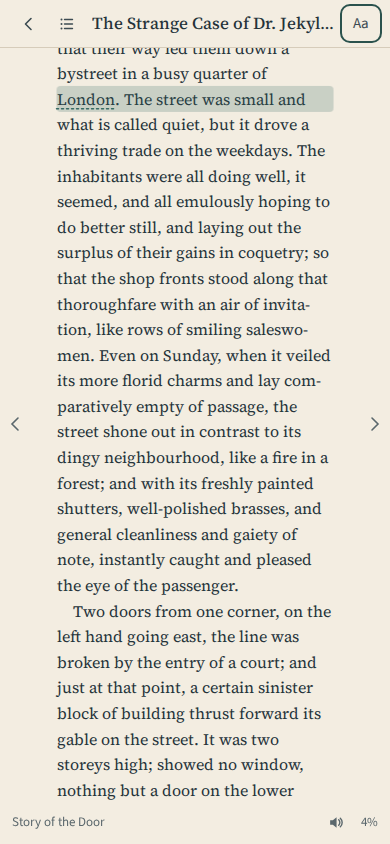 The Strange Case of Dr. Jekyl...
Aa
that their way led them down a
bystreet in a busy quarter of
London. The street was small and
what is called quiet, but it drove a
thriving trade on the weekdays. The
inhabitants were all doing well, it
seemed, and all emulously hoping to
do better still, and laying out the
surplus of their gains in coquetry; so
that the shop fronts stood along that
thoroughfare with an air of invita-
tion, like rows of smiling saleswo-
men. Even on Sunday, when it veiled
its more florid charms and lay com-
paratively empty of passage, the
street shone out in contrast to its
dingy neighbourhood, like a fire in a
forest; and with its freshly painted
shutters, well-polished brasses, and
general cleanliness and gaiety of
note, instantly caught and pleased
the eye of the passenger.
Two doors from one corner, on the
left hand going east, the line was
broken by the entry of a court; and
just at that point, a certain sinister
block of building thrust forward its
gable on the street. It was two
storeys high; showed no window,
nothing but a door on the lower
Story of the Door
4%